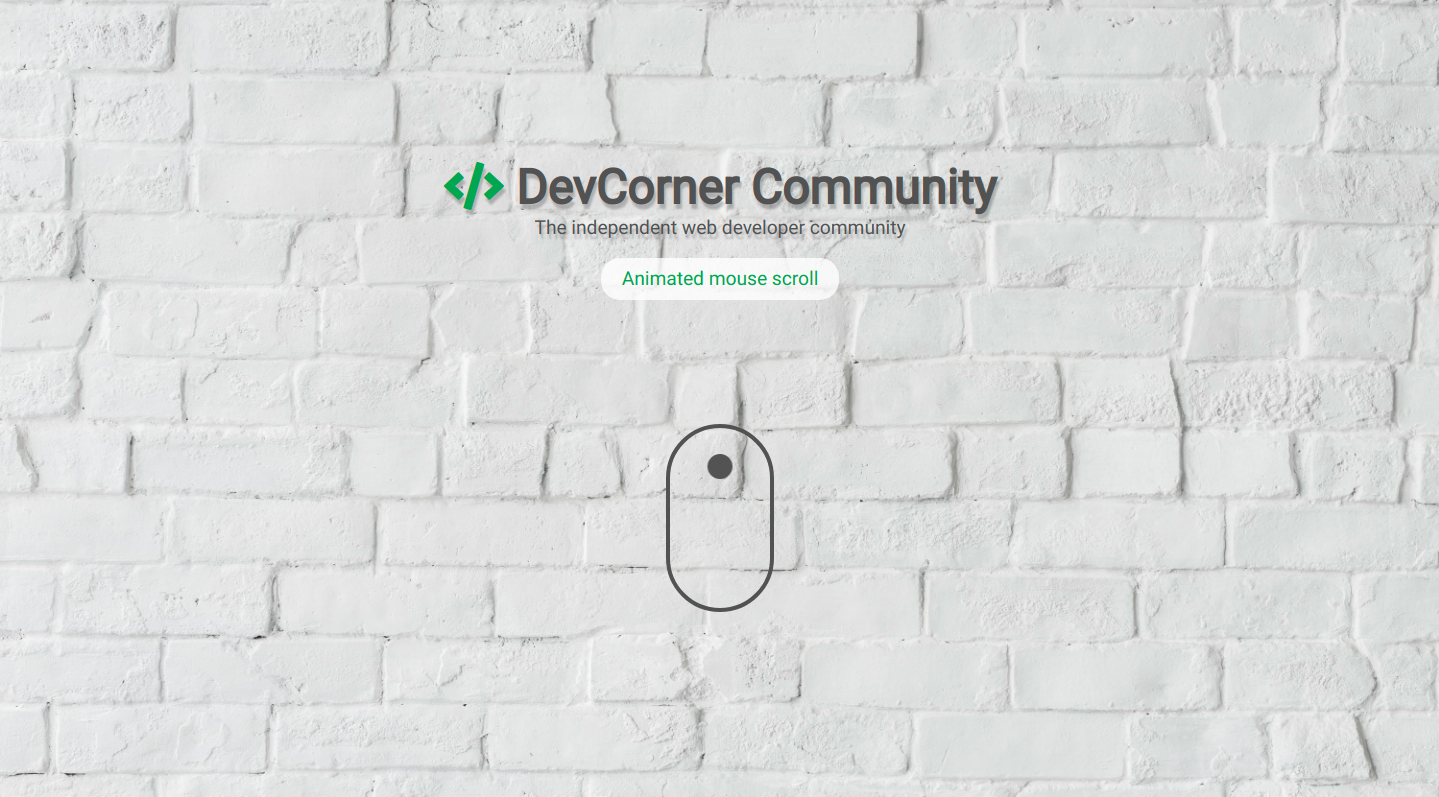 </> DevCorner Community
The independent web developer community
Animated mouse scroll